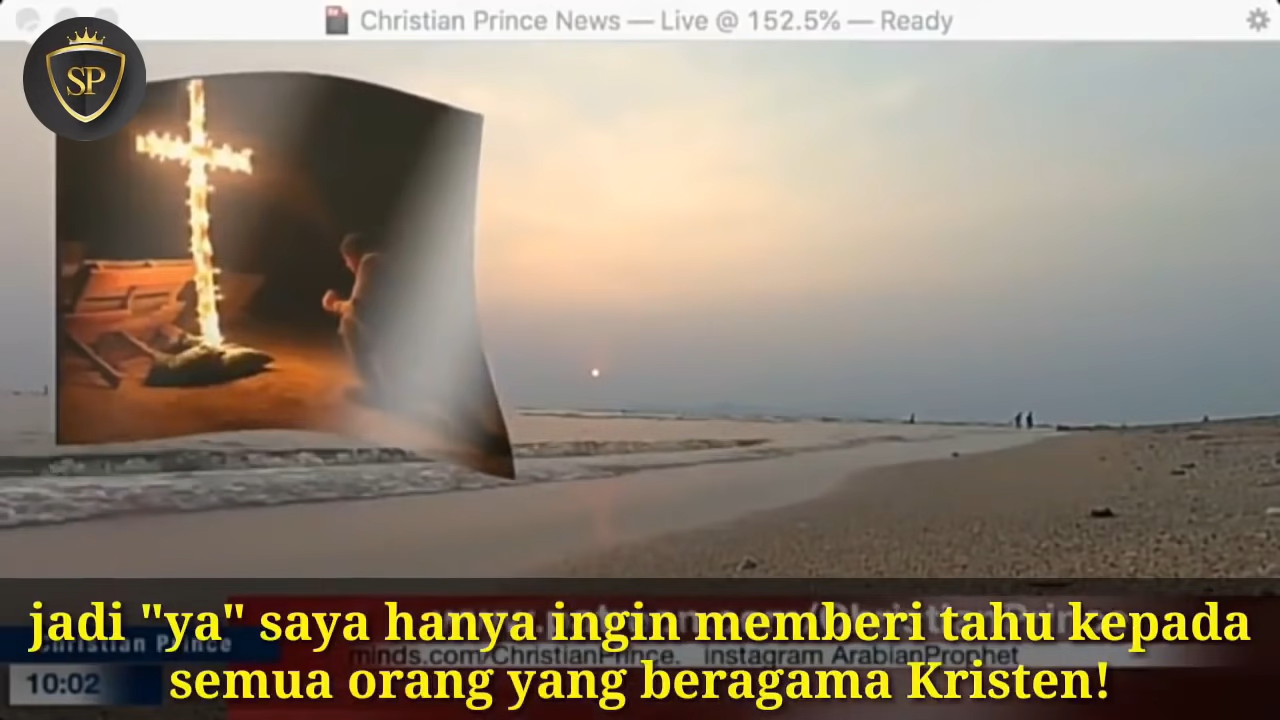 Christian Prince News — Live @ 152.5% — Ready
SP
jadi "ya" saya hanya ingin memberi tahu kepada
Christian Prince
minds.com/ChristianPrince. instagram ArabianProphet
10:02
semua orang yang beragama Kristen!